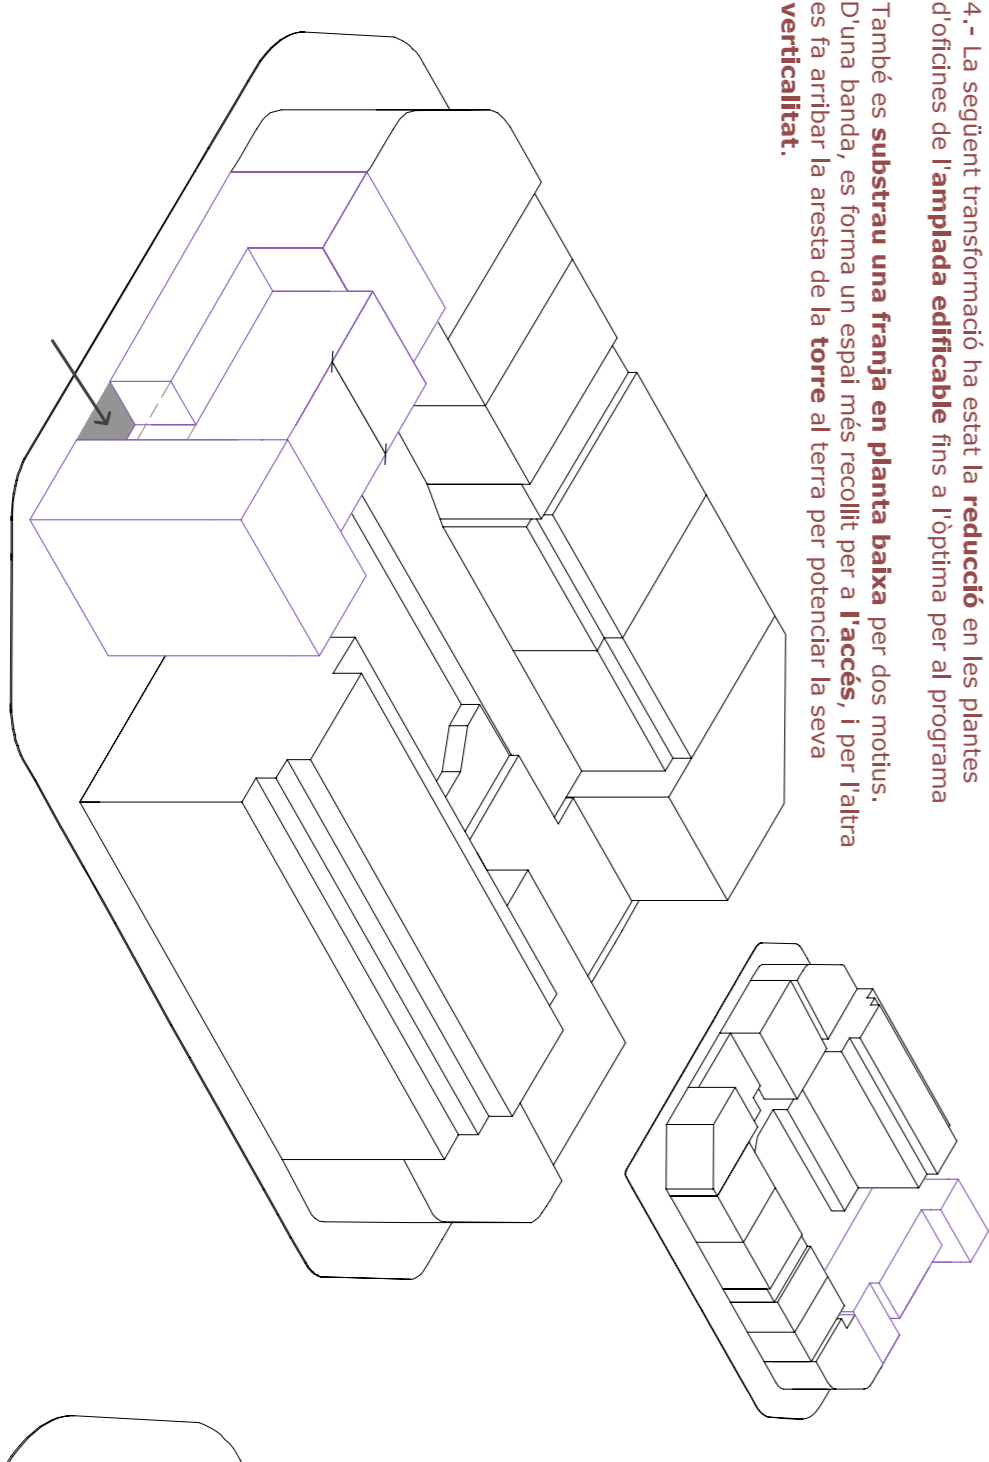 4.- La següent transformació ha estat la reducció en les plantes
d'oficines de l'amplada edificable fins a l'òptima per al programa
També es substrau una franja en planta baixa per dos motius.
D'una banda, es forma un espai més recollit per a l'accés, i per l'altra
es fa arribar la aresta de la torre al terra per potenciar la seva
verticalitat.